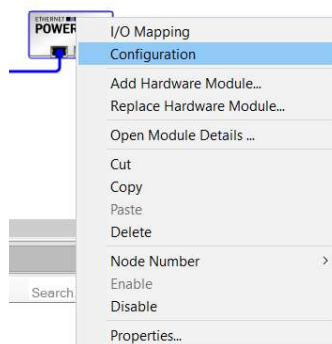 ETHERNET
POWER
I/O Mapping
Configuration
Add Hardware Module...
Replace Hardware Module...
Open Module Details ...
Cut
Copy
Paste
Delete
Node Number >
Enable
Disable
Properties...
Search